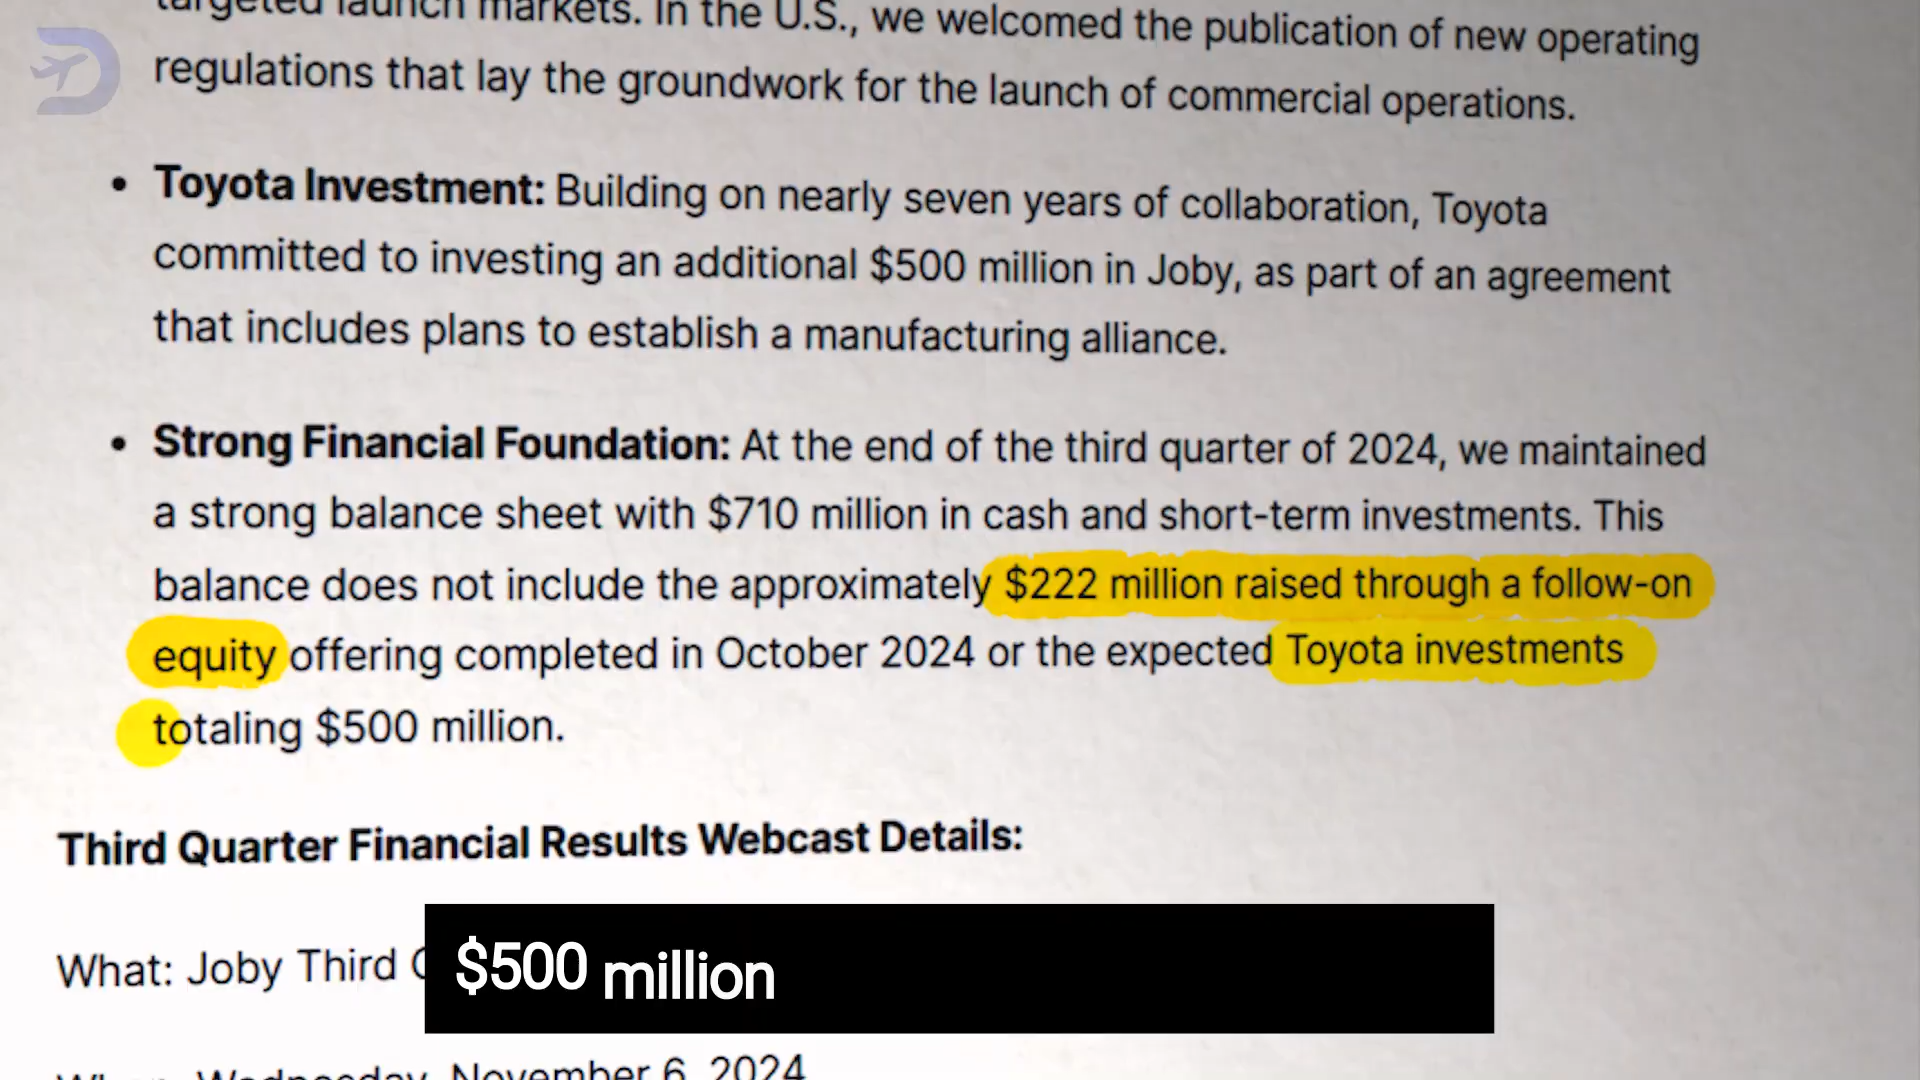 targeted launch markets. In the U.S., we welcomed the publication of new operating
regulations that lay the groundwork for the launch of commercial operations.
• Toyota Investment: Building on nearly seven years of collaboration, Toyota
committed to investing an additional $500 million in Joby, as part of an agreement
that includes plans to establish a manufacturing alliance.
• Strong Financial Foundation: At the end of the third quarter of 2024, we maintained
a strong balance sheet with $710 million in cash and short-term investments. This
balance does not include the approximately $222 million raised through a follow-on
equity offering completed in October 2024 or the expected Toyota investments
totaling $500 million.
Third Quarter Financial Results Webcast Details:
What: Joby Third
$500 million
When: Wednesday, November 6, 2024